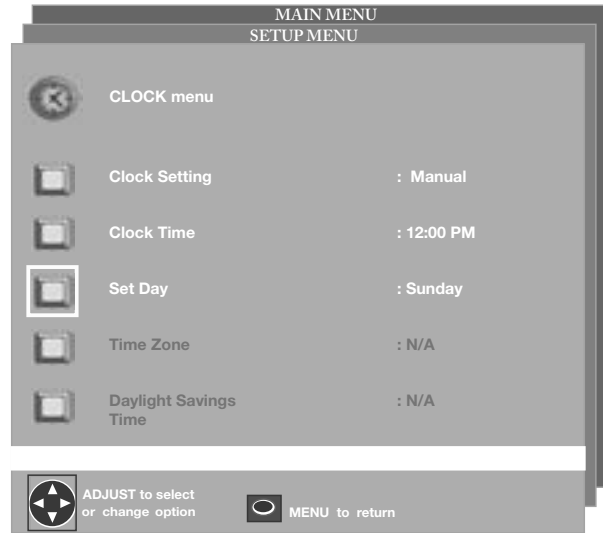 MAIN MENU
SETUP MENU
CLOCK menu
Clock Setting : Manual
Clock Time : 12:00 PM
Set Day : Sunday
Time Zone : N/A
Daylight Savings : N/A
Time
ADJUST to select
or change option
MENU to return